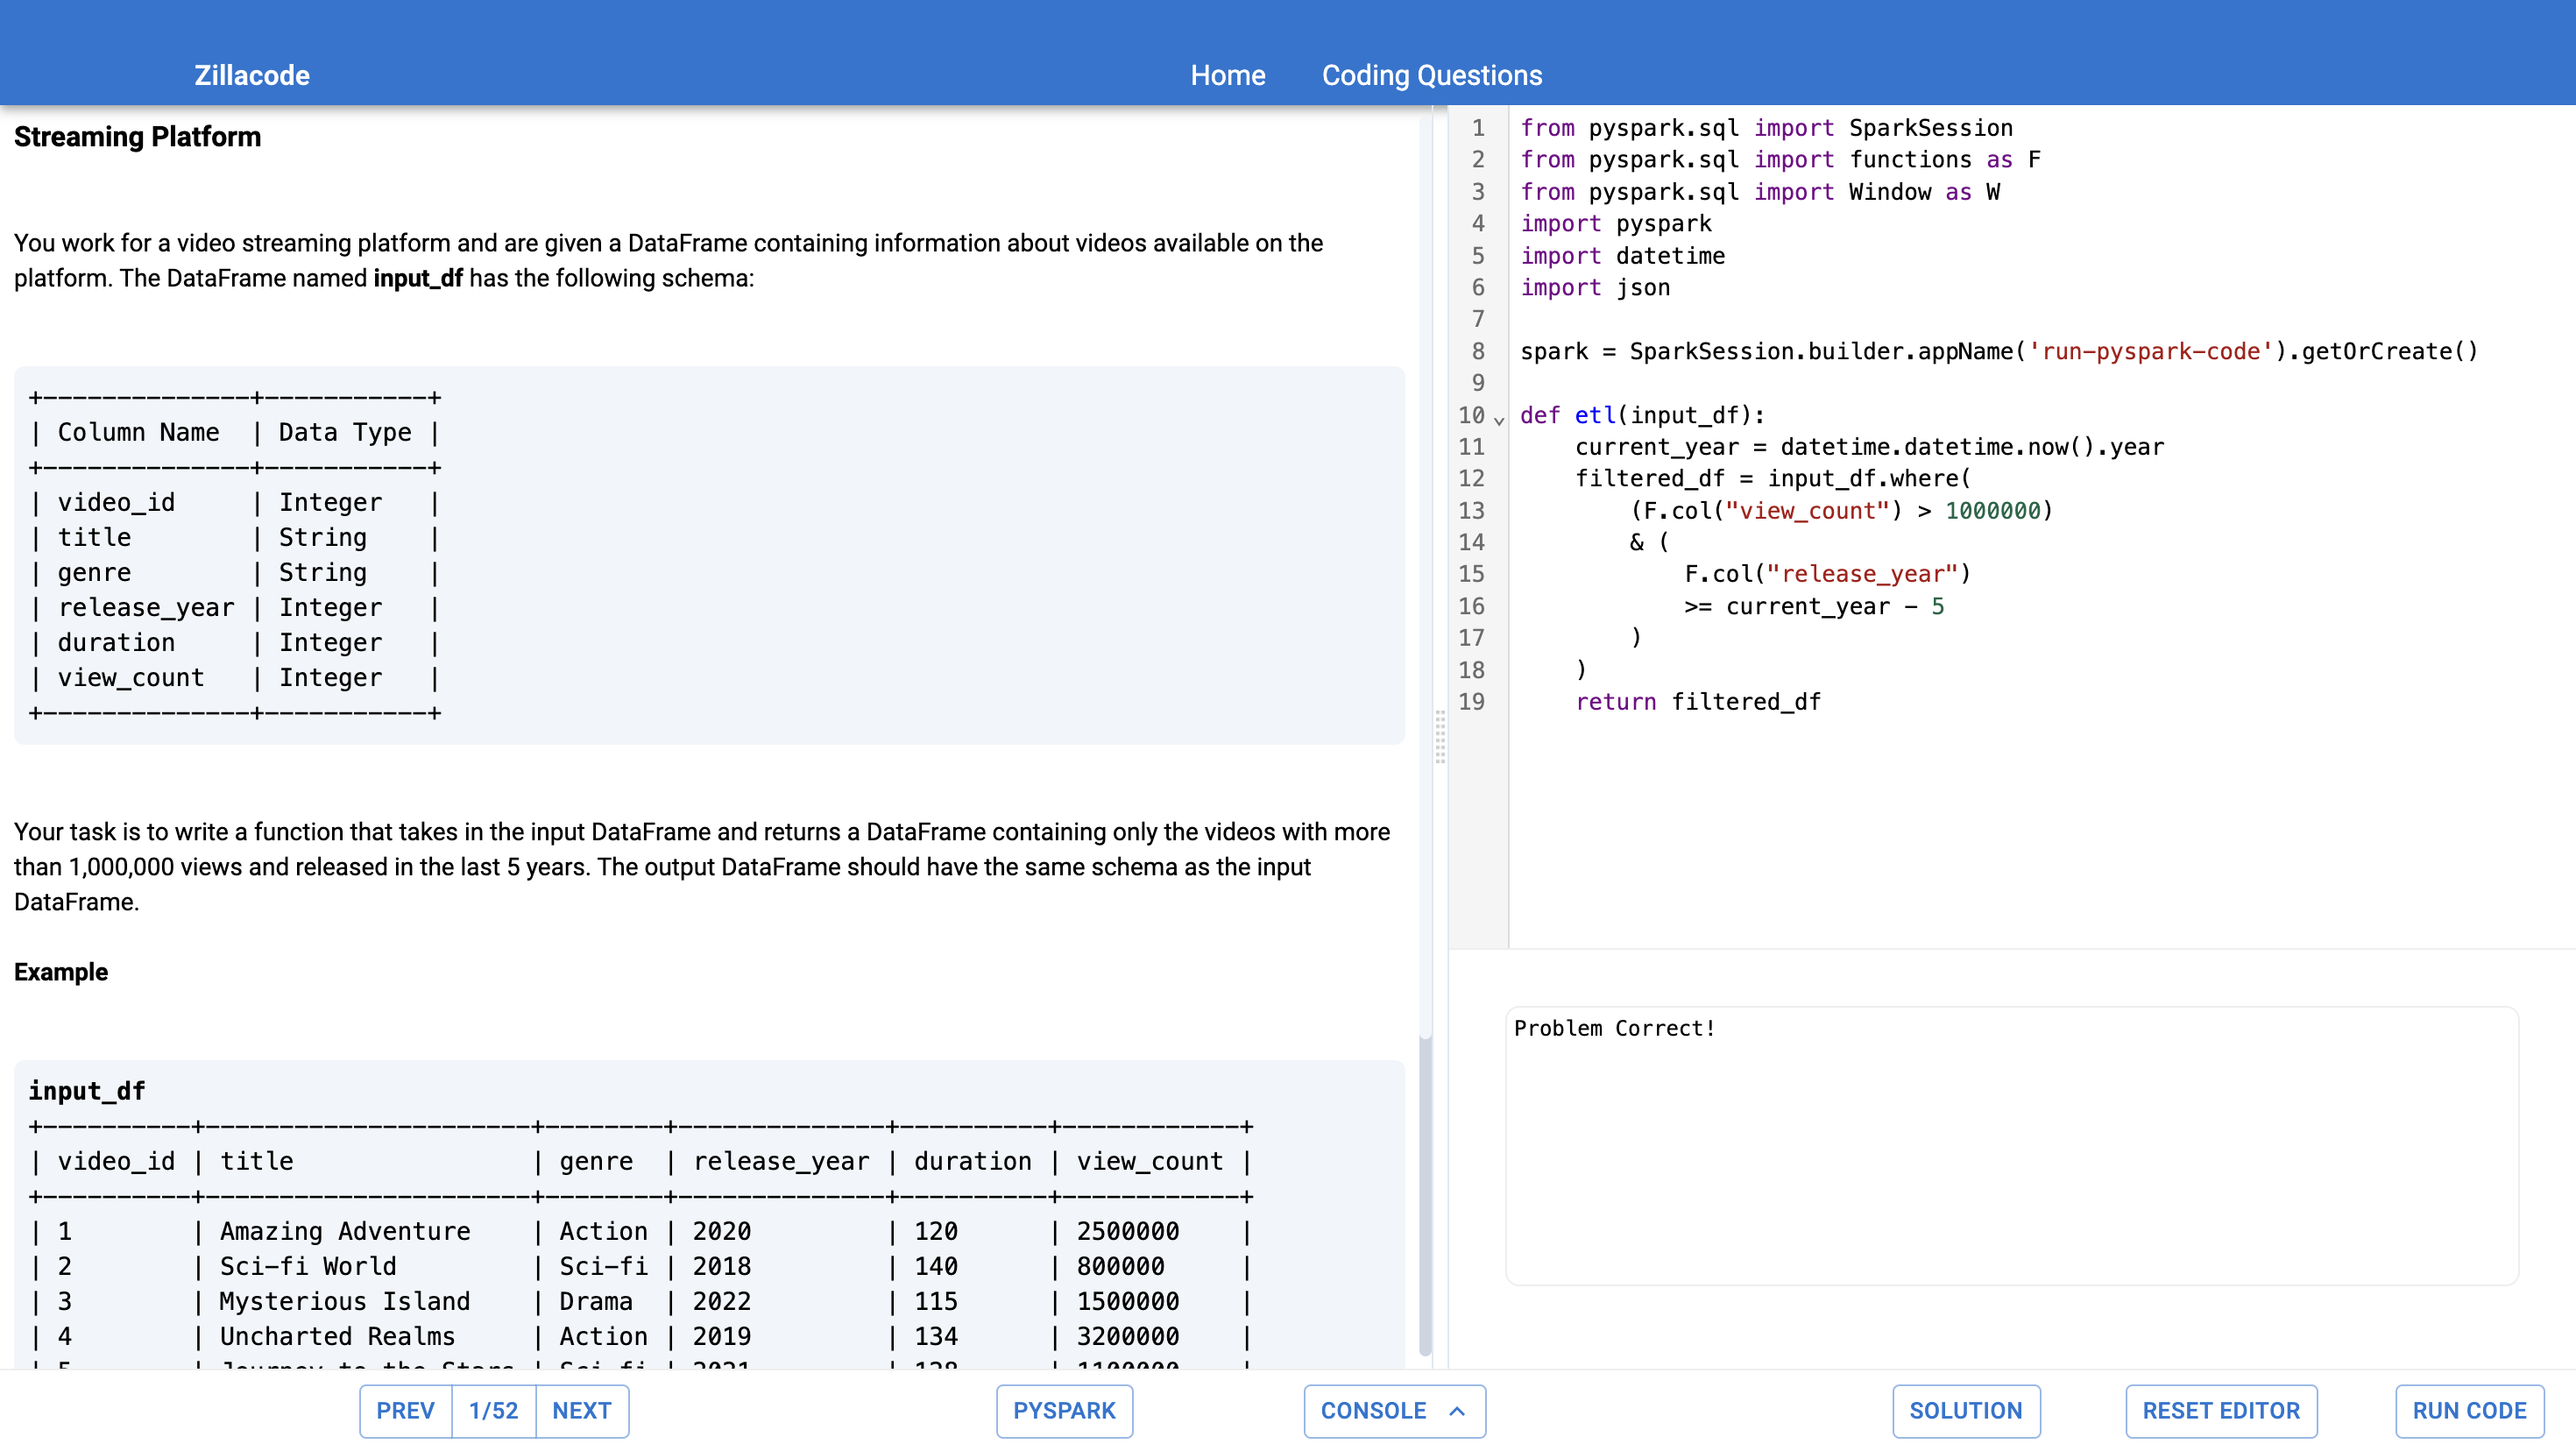 Zillacode
Home
Coding Questions
Streaming Platform
You work for a video streaming platform and are given a DataFrame containing information about videos available on the
platform. The DataFrame named input_df has the following schema:
+--------------+-----------+
| Column Name  | Data Type |
+--------------+-----------+
| video_id     | Integer   |
| title        | String    |
| genre        | String    |
| release_year | Integer   |
| duration     | Integer   |
| view_count   | Integer   |
+--------------+-----------+
Your task is to write a function that takes in the input DataFrame and returns a DataFrame containing only the videos with more
than 1,000,000 views and released in the last 5 years. The output DataFrame should have the same schema as the input
DataFrame.
Example
input_df
+----------+----------------------+--------+--------------+----------+------------+
| video_id | title                | genre  | release_year | duration | view_count |
+----------+----------------------+--------+--------------+----------+------------+
| 1        | Amazing Adventure    | Action | 2020         | 120      | 2500000    |
| 2        | Sci-fi World         | Sci-fi | 2018         | 140      | 800000     |
| 3        | Mysterious Island    | Drama  | 2022         | 115      | 1500000    |
| 4        | Uncharted Realms     | Action | 2019         | 134      | 3200000    |
1 from pyspark.sql import SparkSession
2 from pyspark.sql import functions as F
3 from pyspark.sql import Window as W
4 import pyspark
5 import datetime
6 import json
7
8 spark = SparkSession.builder.appName('run-pyspark-code').getOrCreate()
9
10 def etl(input_df):
11     current_year = datetime.datetime.now().year
12     filtered_df = input_df.where(
13         (F.col("view_count") > 1000000)
14         & (
15             F.col("release_year")
16             >= current_year - 5
17         )
18     )
19     return filtered_df
Problem Correct!
PREV
1/52
NEXT
PYSPARK
CONSOLE
SOLUTION
RESET EDITOR
RUN CODE